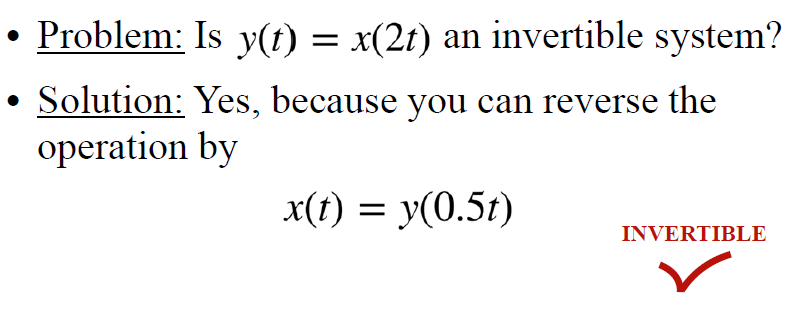 • Problem: Is y(t) = x(2t) an invertible system?
• Solution: Yes, because you can reverse the
operation by
x(t) = y(0.5t)
INVERTIBLE